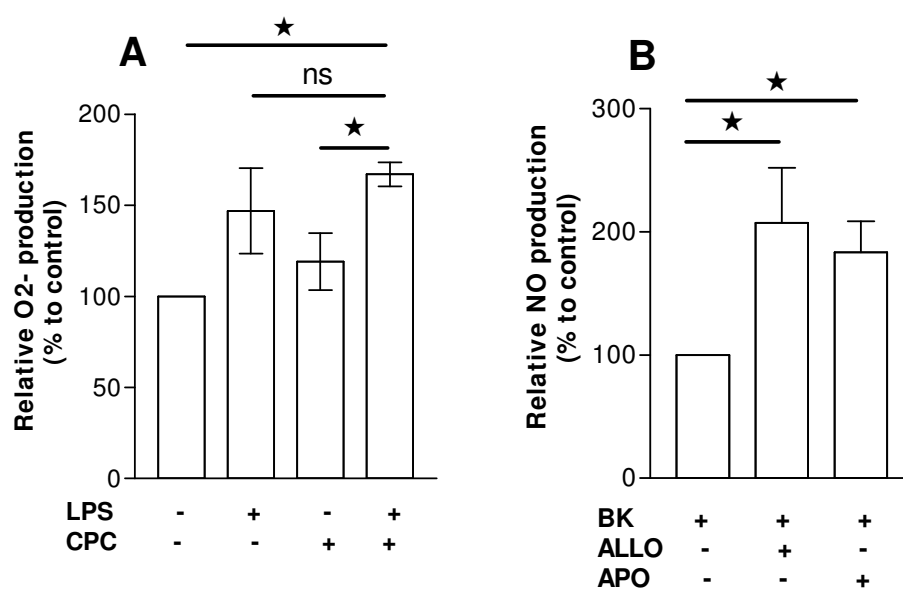 A
★
ns
★
Relative O2- production
(% to control)
200
150
100
50
0
LPS - + - +
CPC - - + +
B
★
★
Relative NO production
(% to control)
300
200
100
0
BK + + +
ALLO - + -
APO - - +